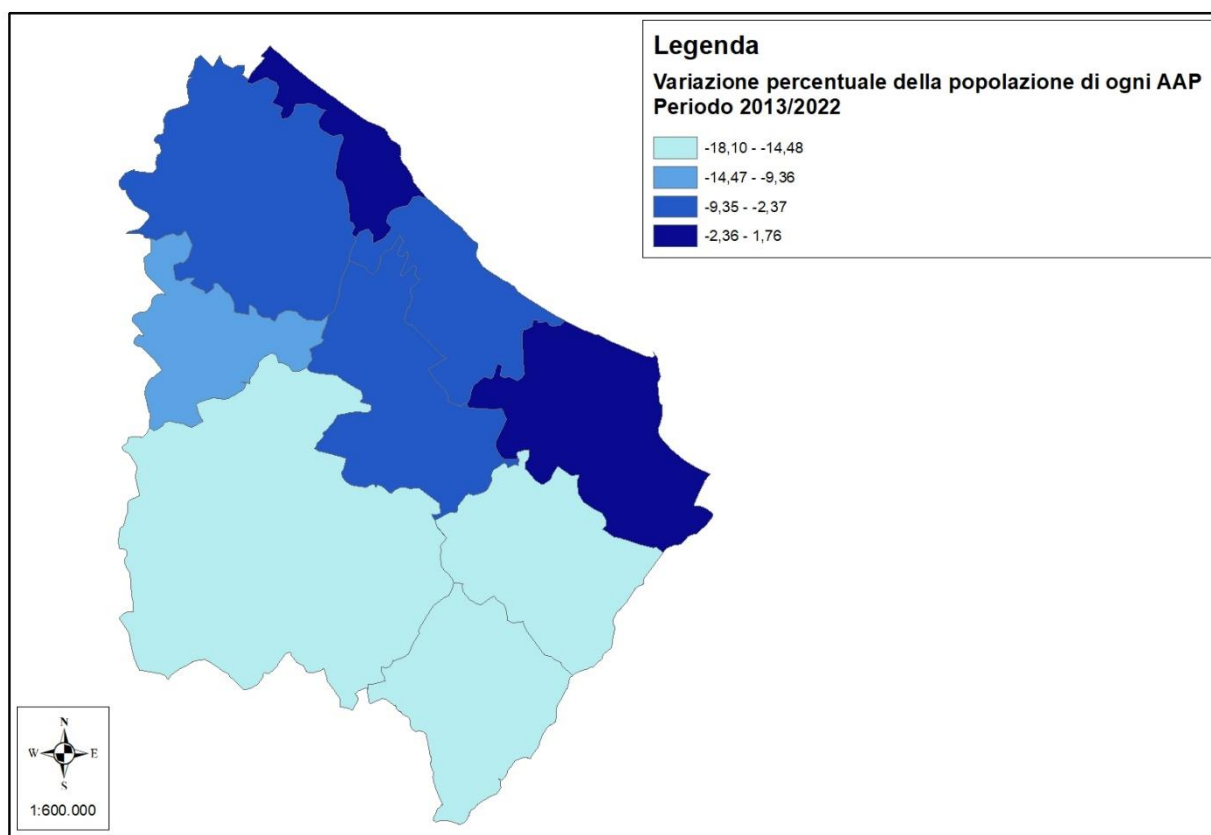 Legenda
Variazione percentuale della popolazione di ogni AAP
Periodo 2013/2022
-18,10 - -14,48
-14,47 - -9,36
-9,35 - -2,37
-2,36 - 1,76
N
W E
S
1:600.000